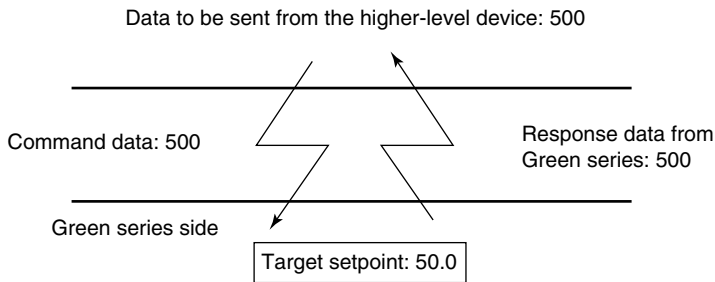 Data to be sent from the higher-level device: 500
Command data: 500
Response data from
Green series: 500
Green series side
Target setpoint: 50.0